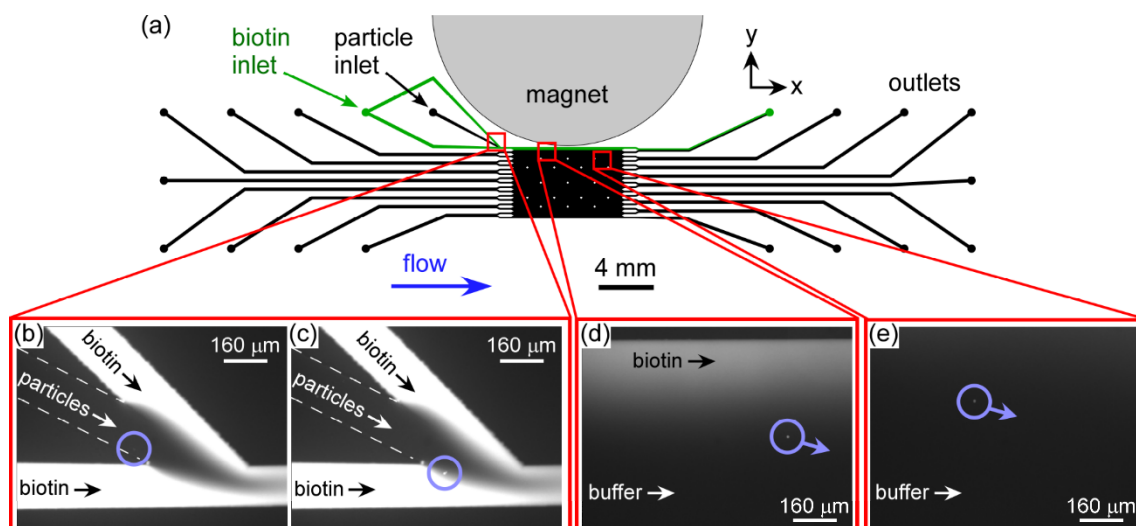 (a)
biotin
inlet
particle
inlet
magnet
y
x
outlets
flow
4 mm
(b)
biotin
160 μm
particles
biotin
(c)
biotin
160 μm
particles
biotin
(d)
biotin
buffer
160 μm
(e)
buffer
160 μm